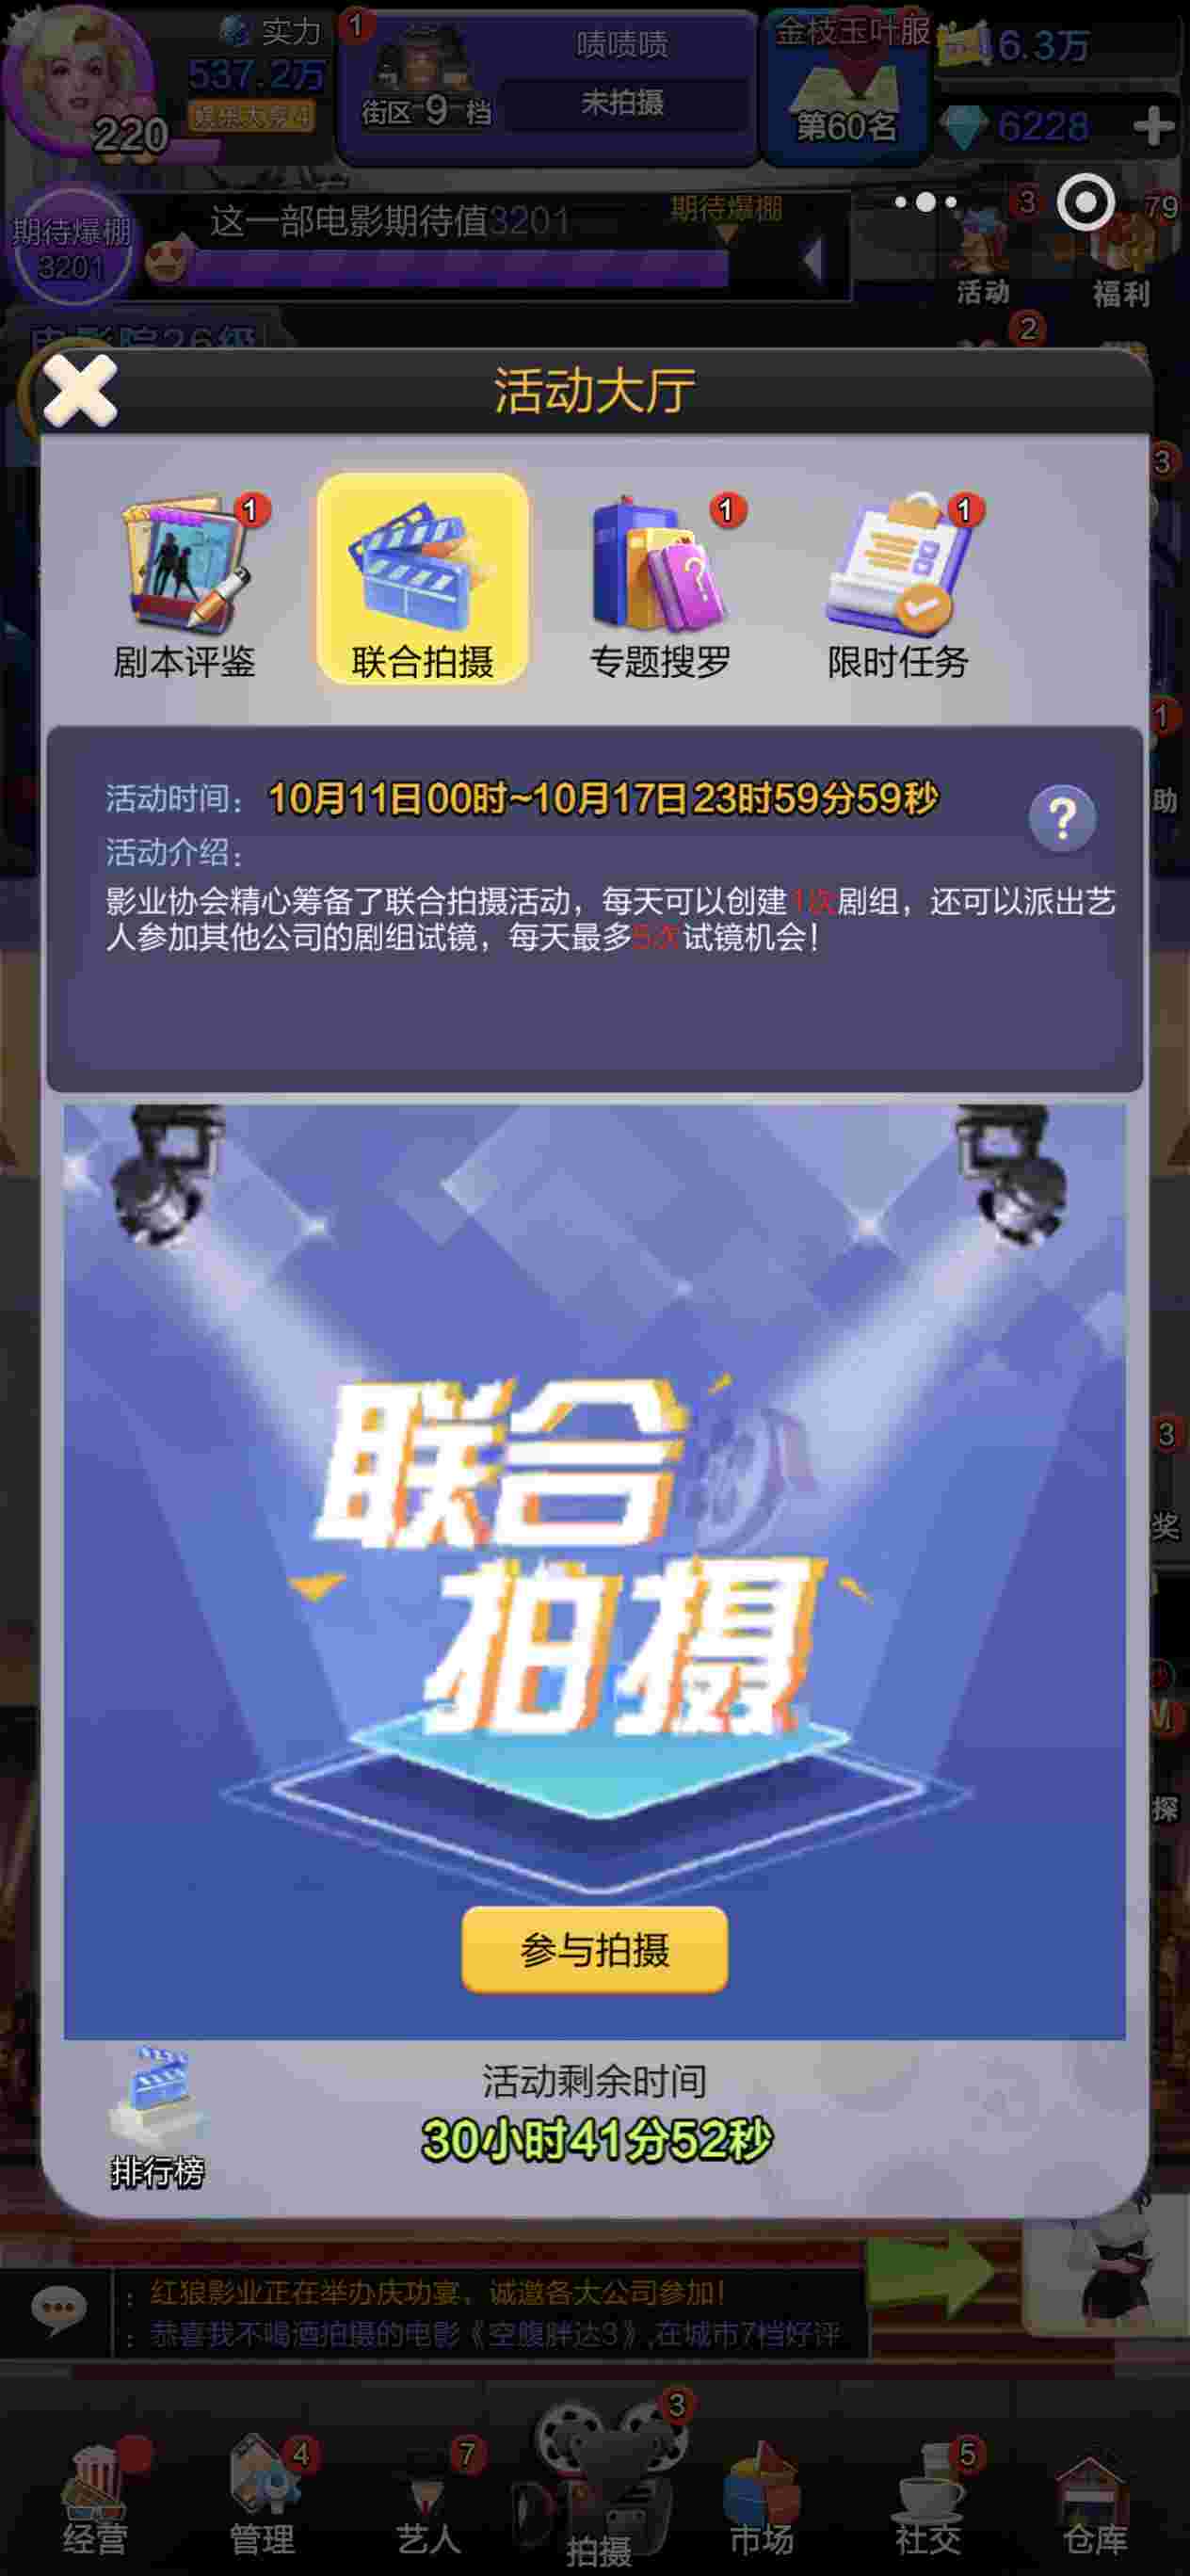 实力
537.2万
娱乐大亨4
220
1
街区 9 档
啧啧啧
未拍摄
金枝玉叶服
第60名
6.3万
6228
期待爆棚
3201
这一部电影期待值3201
期待爆棚
3
活动
79
福利
电影院26级
2
活动大厅
1
剧本评鉴
联合拍摄
1
专题搜罗
1
限时任务
3
1
助
活动时间：10月11日00时~10月17日23时59分59秒
?
活动介绍：
影业协会精心筹备了联合拍摄活动，每天可以创建1次剧组，还可以派出艺
人参加其他公司的剧组试镜，每天最多5次试镜机会！
联合
拍摄
3
奖
探
参与拍摄
活动剩余时间
30小时41分52秒
排行榜
：红狼影业正在举办庆功宴，诚邀各大公司参加！
：恭喜我不喝酒拍摄的电影《空腹胖达3》,在城市7档好评
经营
4
管理
7
艺人
3
拍摄
市场
5
社交
仓库